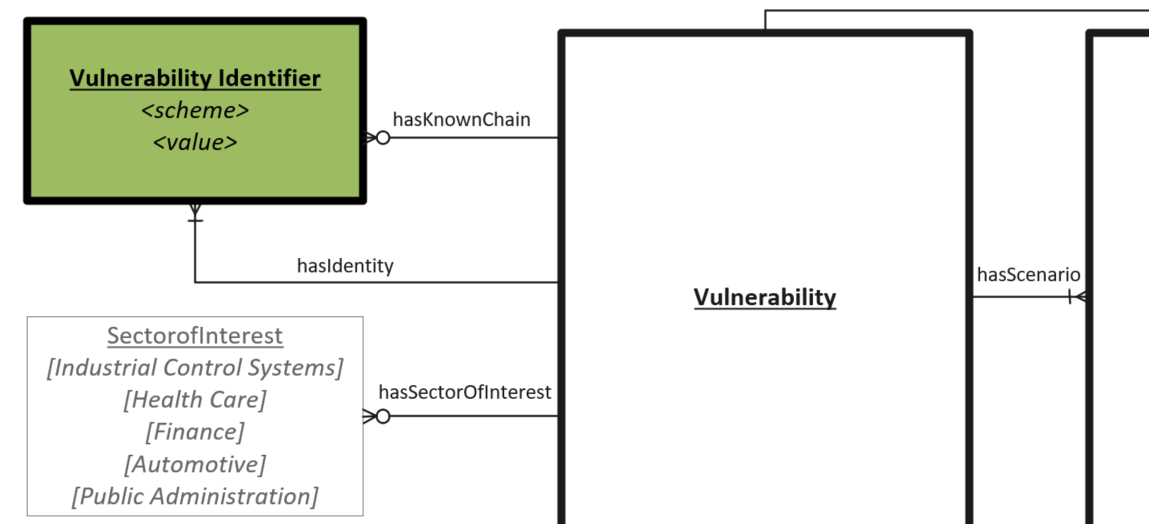 Vulnerability Identifier
<scheme>
<value>
hasKnownChain
hasIdentity
SectorofInterest
[Industrial Control Systems]
[Health Care]
[Finance]
[Automotive]
[Public Administration]
hasSectorOfInterest
Vulnerability
hasScenario